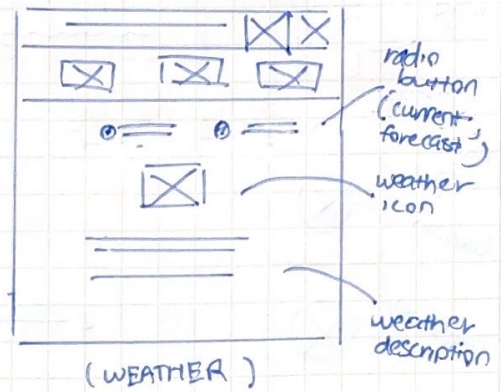 radio
button
(current,
forecast)
weather
icon
weather
description
(WEATHER)